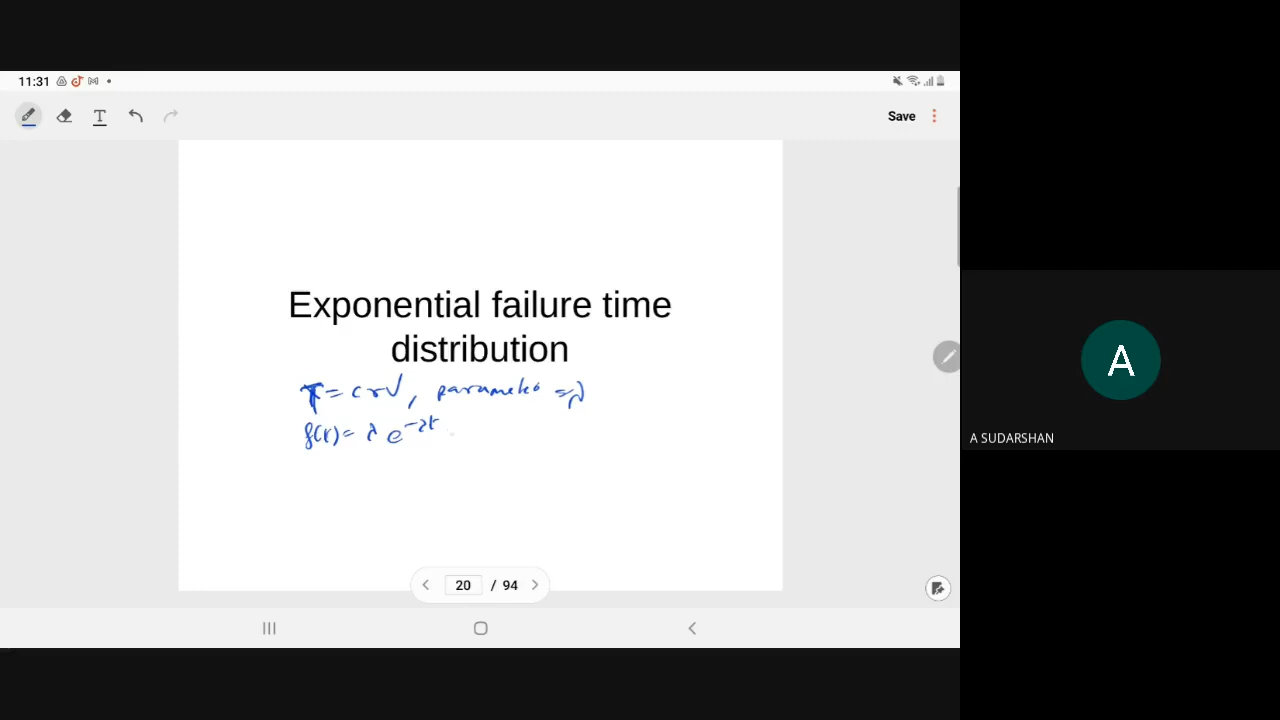 11:31
Save
Exponential failure time
distribution
T = crv, parameter = λ
f(t) = λ e^{-λt}
20 / 94
A
A SUDARSHAN